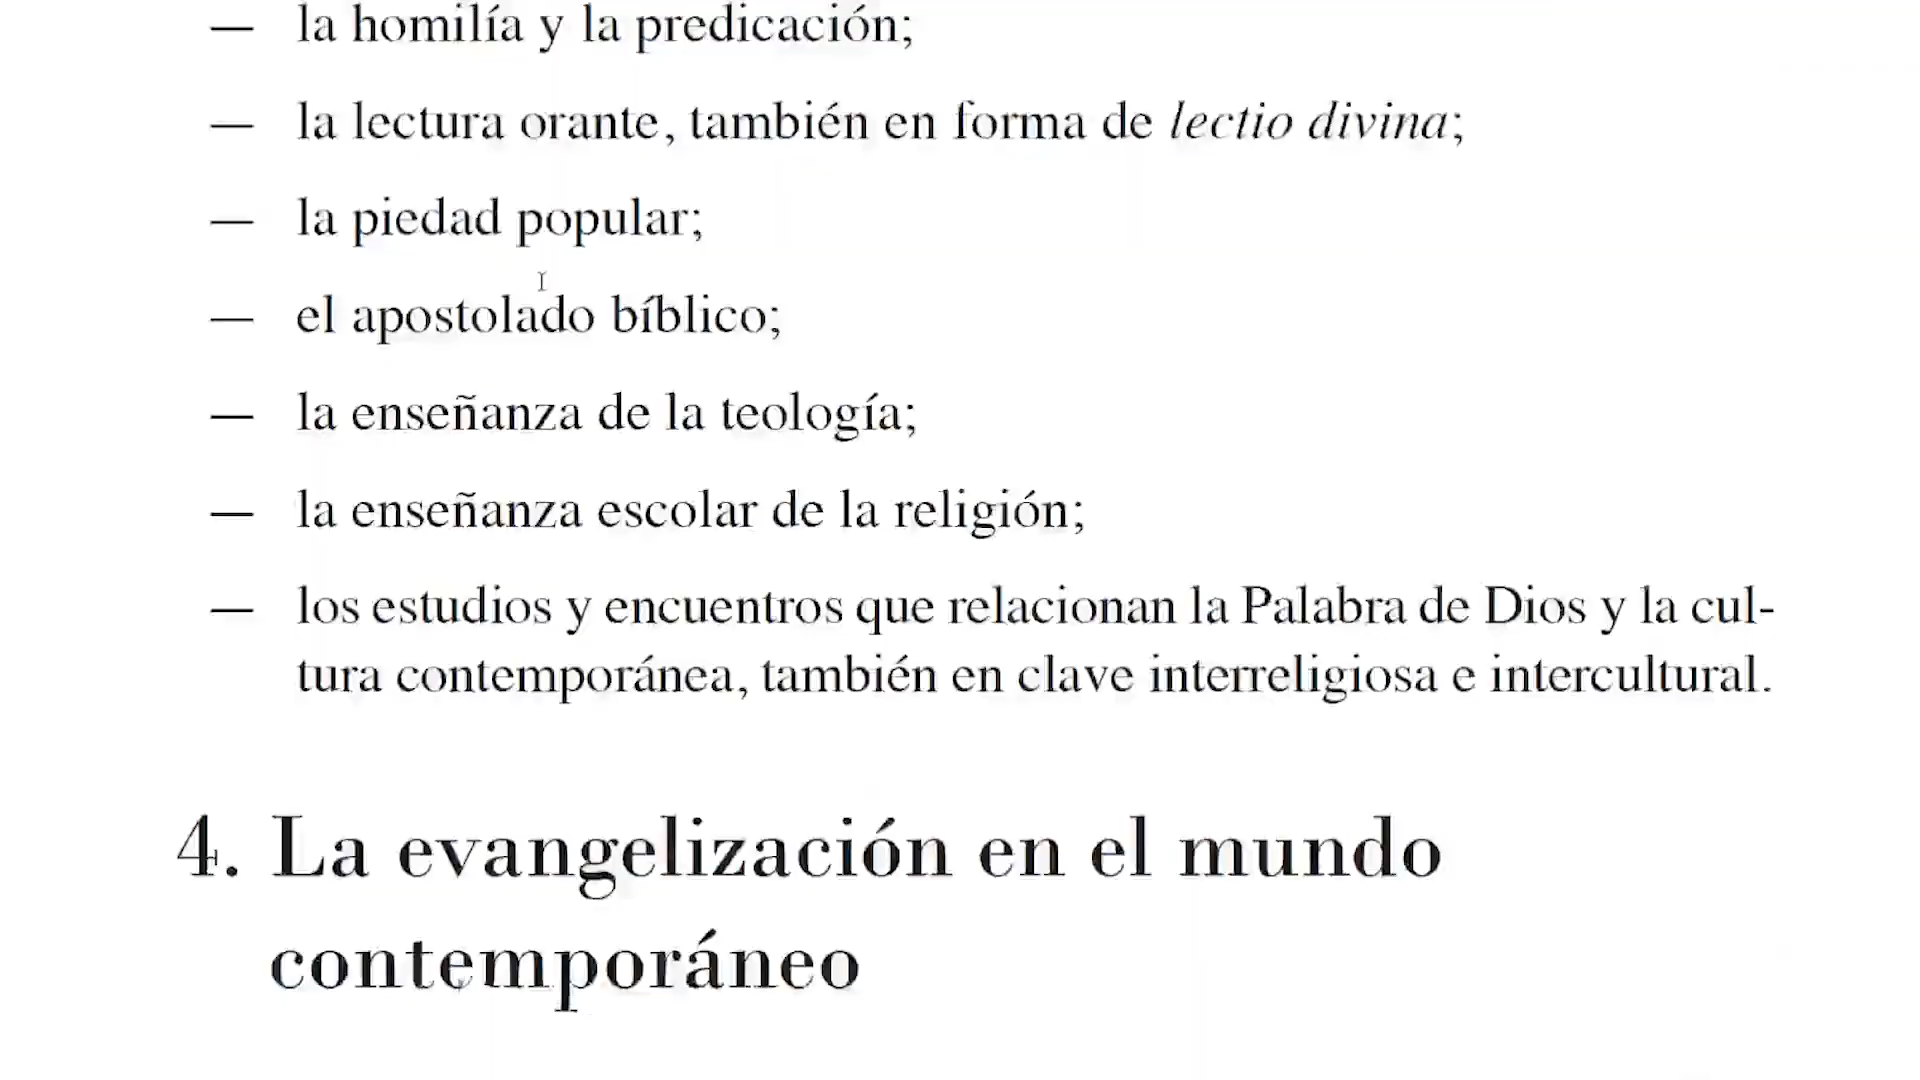 — la homilía y la predicación;
— la lectura orante, también en forma de lectio divina;
— la piedad popular;
— el apostolado bíblico;
— la enseñanza de la teología;
— la enseñanza escolar de la religión;
— los estudios y encuentros que relacionan la Palabra de Dios y la cul-
tura contemporánea, también en clave interreligiosa e intercultural.
4. La evangelización en el mundo
contemporáneo